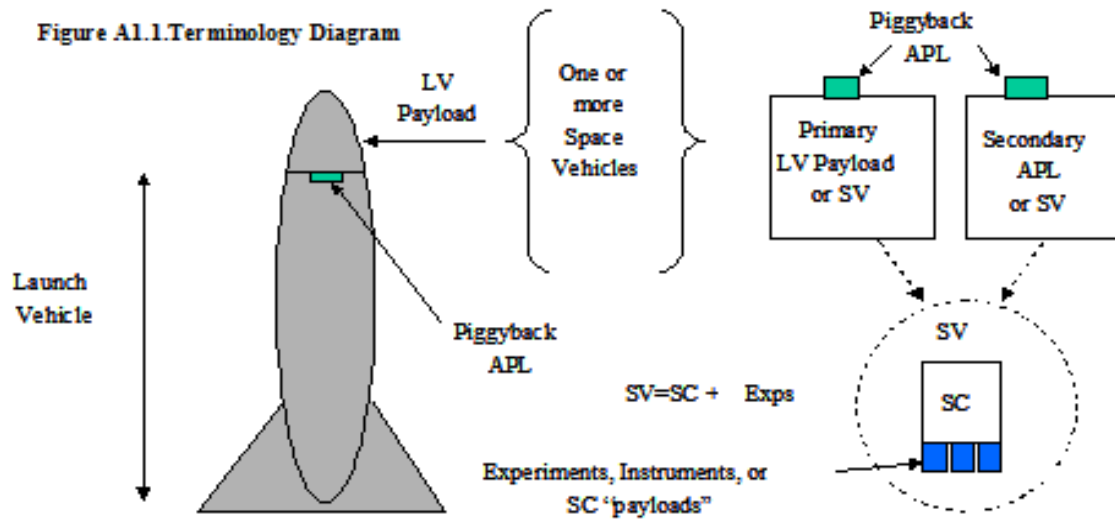 Figure A1.1.Terminology Diagram
LV
Payload
One or
more
Space
Vehicles
Piggyback
APL
Primary
LV Payload
or SV
Secondary
APL
or SV
Launch
Vehicle
Piggyback
APL
SV
SV=SC + Exps
SC
Experiments, Instruments, or
SC “payloads”